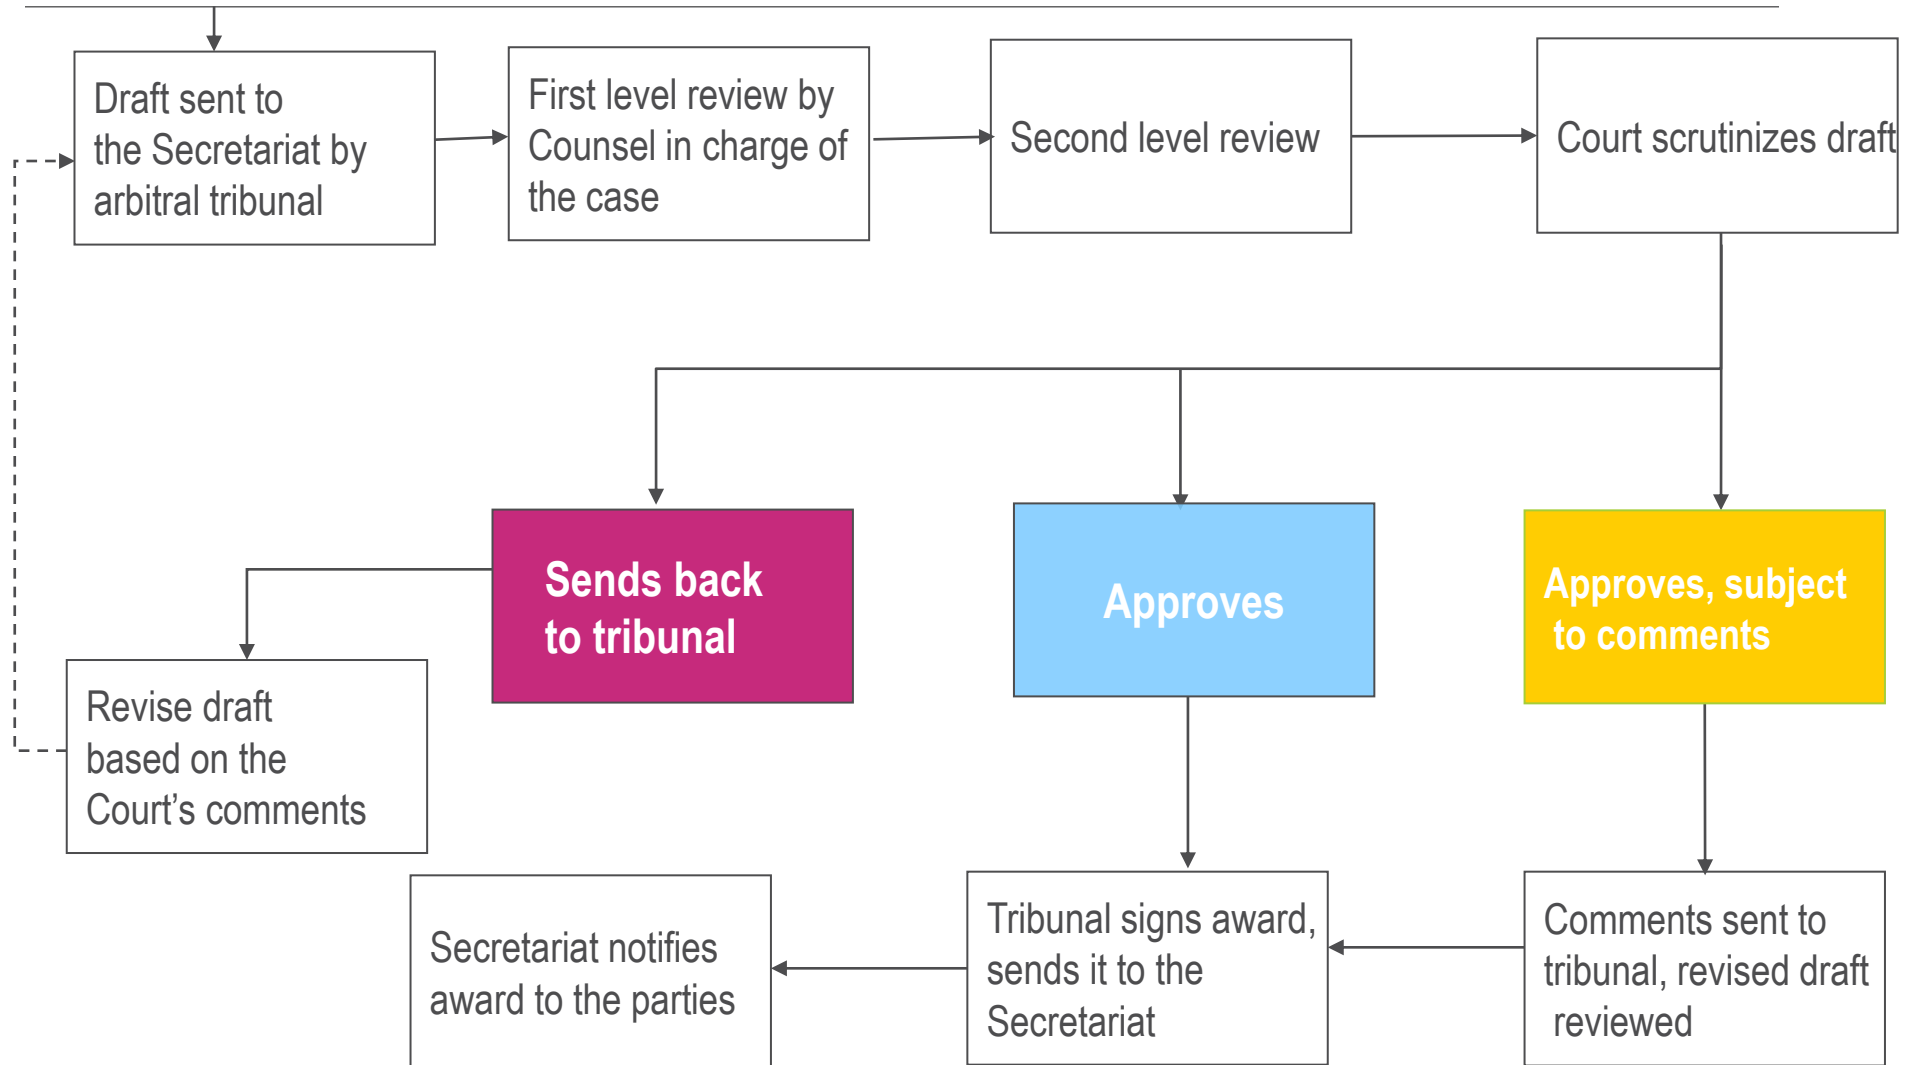 Draft sent to
the Secretariat by
arbitral tribunal
First level review by
Counsel in charge of
the case
Second level review
Court scrutinizes draft
Sends back
to tribunal
Approves
Approves, subject
to comments
Revise draft
based on the
Court’s comments
Secretariat notifies
award to the parties
Tribunal signs award,
sends it to the
Secretariat
Comments sent to
tribunal, revised draft
reviewed